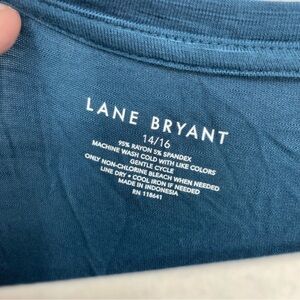 LANE BRYANT
14/16
95% RAYON 5% SPANDEX
MACHINE WASH COLD WITH LIKE COLORS
GENTLE CYCLE
ONLY NON-CHLORINE BLEACH WHEN NEEDED
LINE DRY • COOL IRON IF NEEDED
MADE IN INDONESIA
RN 118641